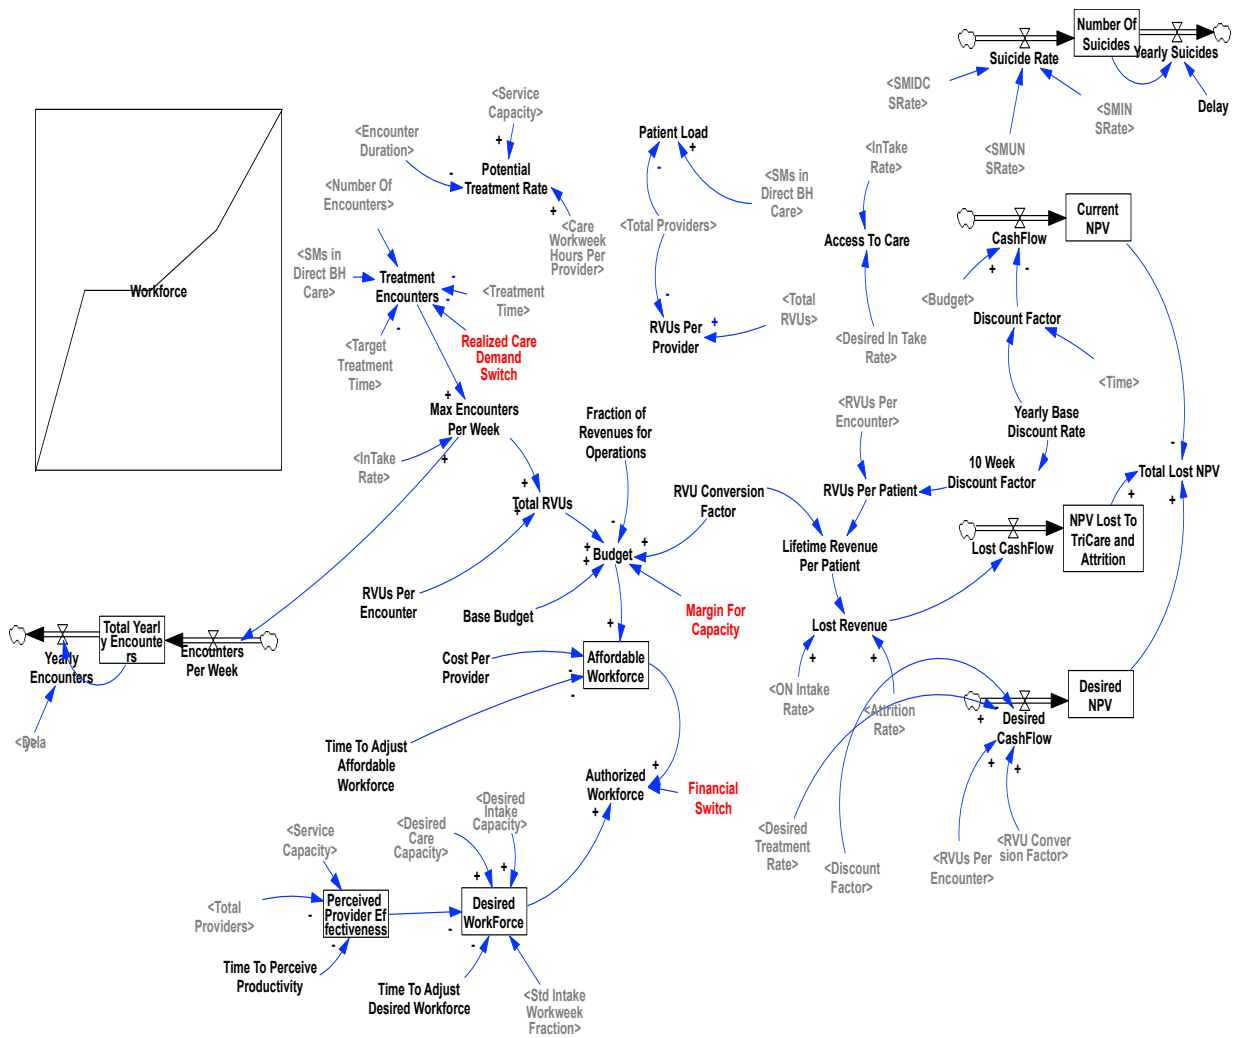 Number Of
Suicides
Yearly Suicides
Suicide Rate
<SMIDC
SRate>
<SMIN
SRate>
Delay
<SMUN
SRate>
<Service
Capacity>
<Encounter
Duration>
Potential
Treatment Rate
<Care
Workweek
Hours Per
Provider>
Patient Load
<SMs in
Direct BH
Care>
<Total Providers>
RVUs Per
Provider
<Total
RVUs>
<InTake
Rate>
Access To Care
<Desired In Take
Rate>
Current
NPV
CashFlow
<Budget>
Discount Factor
<Time>
Yearly Base
Discount Rate
10 Week
Discount Factor
Total Lost NPV
Workforce
<Number Of
Encounters>
<SMs in
Direct BH
Care>
Treatment
Encounters
<Treatment
Time>
<Target
Treatment
Time>
Realized Care
Demand
Switch
Max Encounters
Per Week
<InTake
Rate>
Fraction of
Revenues for
Operations
<RVUs Per
Encounter>
RVUs Per Patient
Total RVUs
RVU Conversion
Factor
Lost CashFlow
NPV Lost To
TriCare and
Attrition
Budget
Lifetime Revenue
Per Patient
RVUs Per
Encounter
Base Budget
Margin For
Capacity
Lost Revenue
Total Yearl
y Encounte
rs
Yearly
Encounters
Encounters
Per Week
Cost Per
Provider
Affordable
Workforce
<ON Intake
Rate>
<Attrition
Rate>
Desired
NPV
Desired
CashFlow
Time To Adjust
Affordable
Workforce
Authorized
Workforce
Financial
Switch
<Desired
Intake
Capacity>
<Desired
Care
Capacity>
<Service
Capacity>
<Desired
Treatment
Rate>
<Discount
Factor>
<RVUs Per
Encounter>
<RVU Conver
sion Factor>
<Total
Providers>
Perceived
Provider Ef
fectiveness
Desired
WorkForce
Time To Perceive
Productivity
Time To Adjust
Desired Workforce
<Std Intake
Workweek
Fraction>